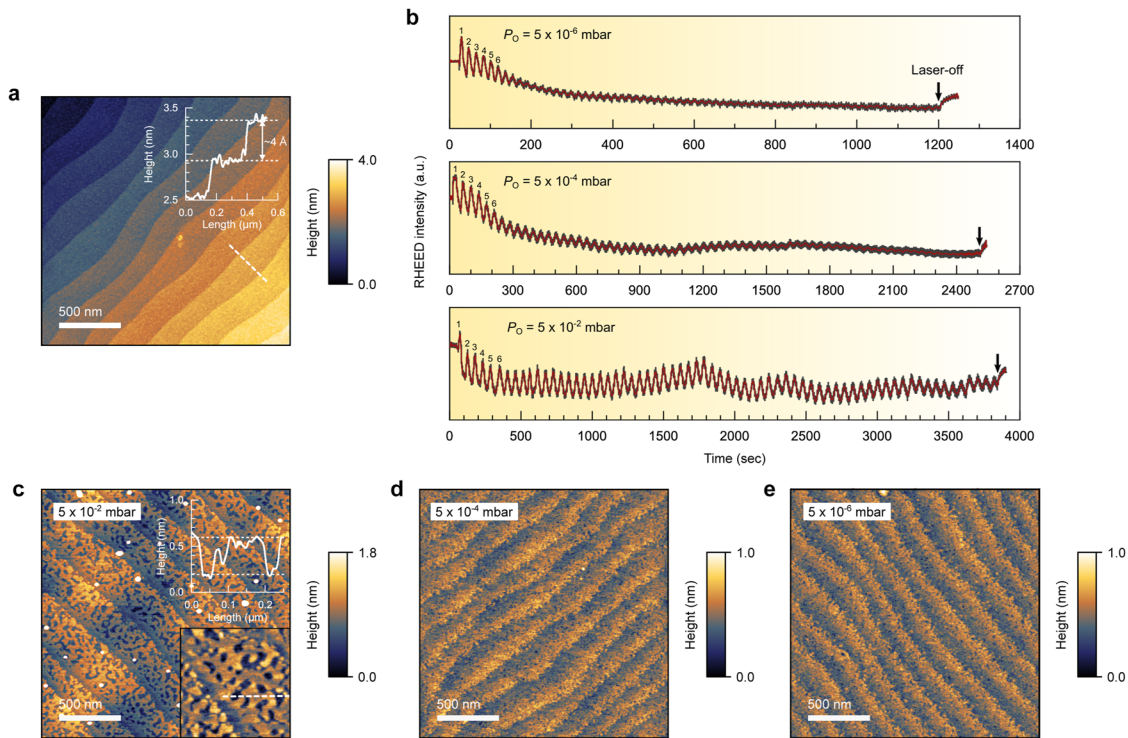 a
3.5
3.0
2.5
Height (nm)
~4 Å
0.0 0.2 0.4 0.6
Length (μm)
500 nm
4.0
0.0
Height (nm)
b
P_O = 5 x 10⁻⁶ mbar
1 2 3 4 5 6
Laser-off
0 200 400 600 800 1000 1200 1400
P_O = 5 x 10⁻⁴ mbar
1 2 3 4 5 6
0 300 600 900 1200 1500 1800 2100 2400 2700
P_O = 5 x 10⁻² mbar
1 2 3 4 5 6
0 500 1000 1500 2000 2500 3000 3500 4000
RHEED intensity (a.u.)
Time (sec)
c
5 x 10⁻² mbar
1.0
0.5
0.0
Height (nm)
0.0 0.1 0.2
Length (μm)
500 nm
1.8
0.0
Height (nm)
d
5 x 10⁻⁴ mbar
500 nm
1.0
0.0
Height (nm)
e
5 x 10⁻⁶ mbar
500 nm
1.0
0.0
Height (nm)